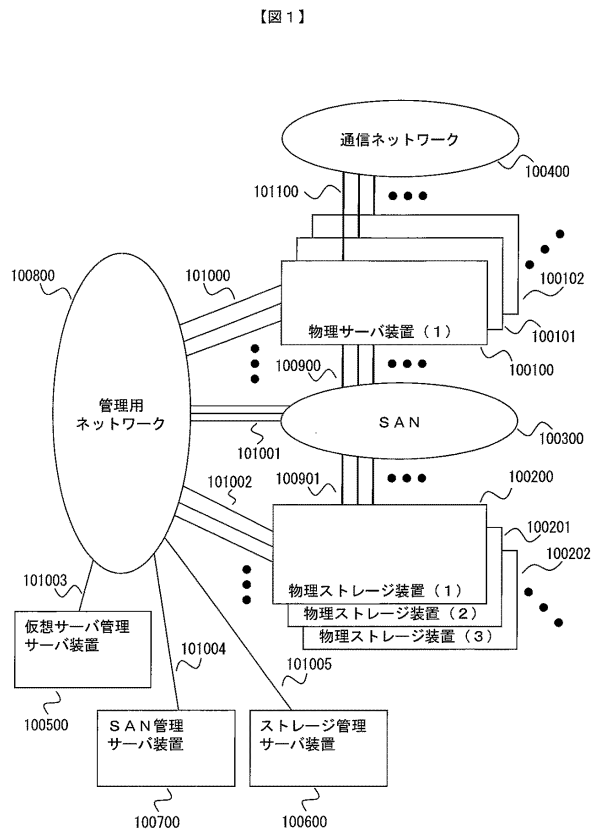 【図１】
通信ネットワーク
100400
101100
100800
101000
100102
100101
物理サーバ装置（１）
100100
100900
管理用
ネットワーク
ＳＡＮ
100300
101001
101002
100901
100200
100201
100202
物理ストレージ装置（１）
物理ストレージ装置（２）
物理ストレージ装置（３）
101003
仮想サーバ管理
サーバ装置
100500
101004
101005
ＳＡＮ管理
サーバ装置
100700
ストレージ管理
サーバ装置
100600